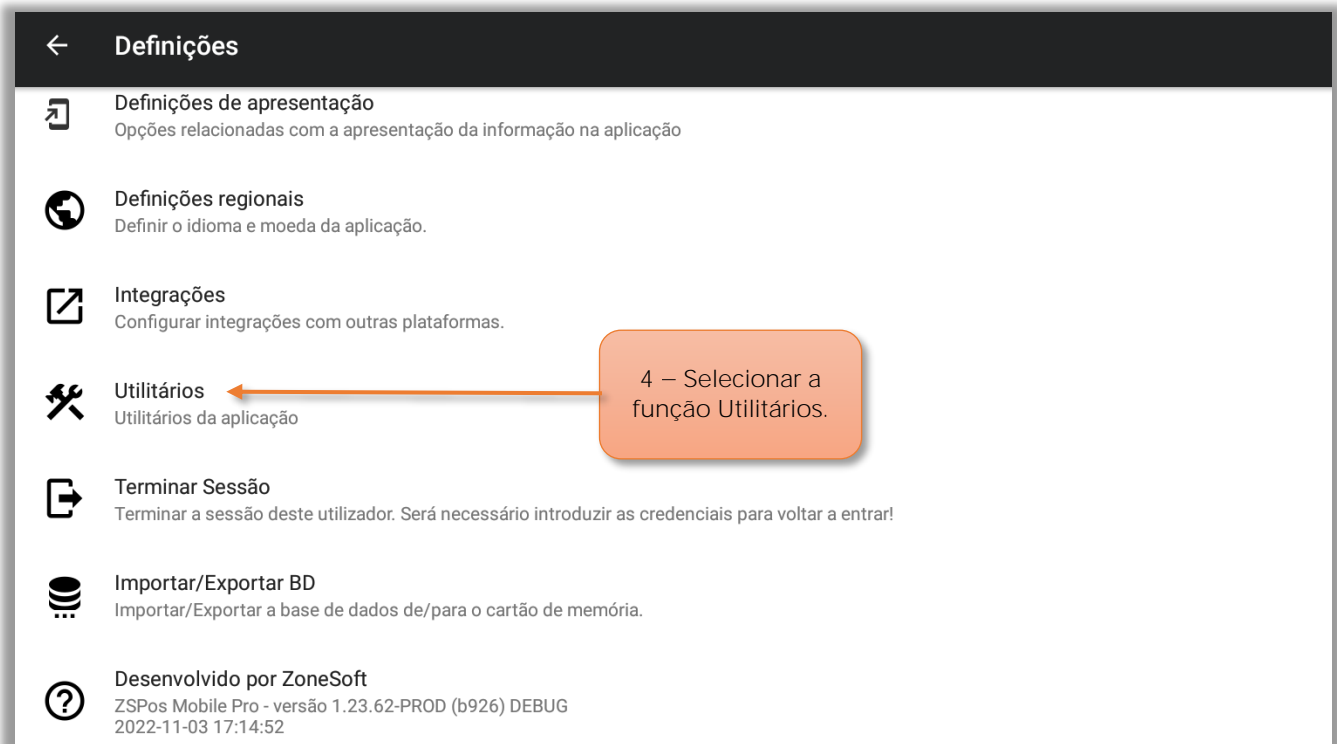 Definições
Definições de apresentação
Opções relacionadas com a apresentação da informação na aplicação
Definições regionais
Definir o idioma e moeda da aplicação.
Integrações
Configurar integrações com outras plataformas.
Utilitários
Utilitários da aplicação
4 – Selecionar a
função Utilitários.
Terminar Sessão
Terminar a sessão deste utilizador. Será necessário introduzir as credenciais para voltar a entrar!
Importar/Exportar BD
Importar/Exportar a base de dados de/para o cartão de memória.
Desenvolvido por ZoneSoft
ZSPos Mobile Pro - versão 1.23.62-PROD (b926) DEBUG
2022-11-03 17:14:52